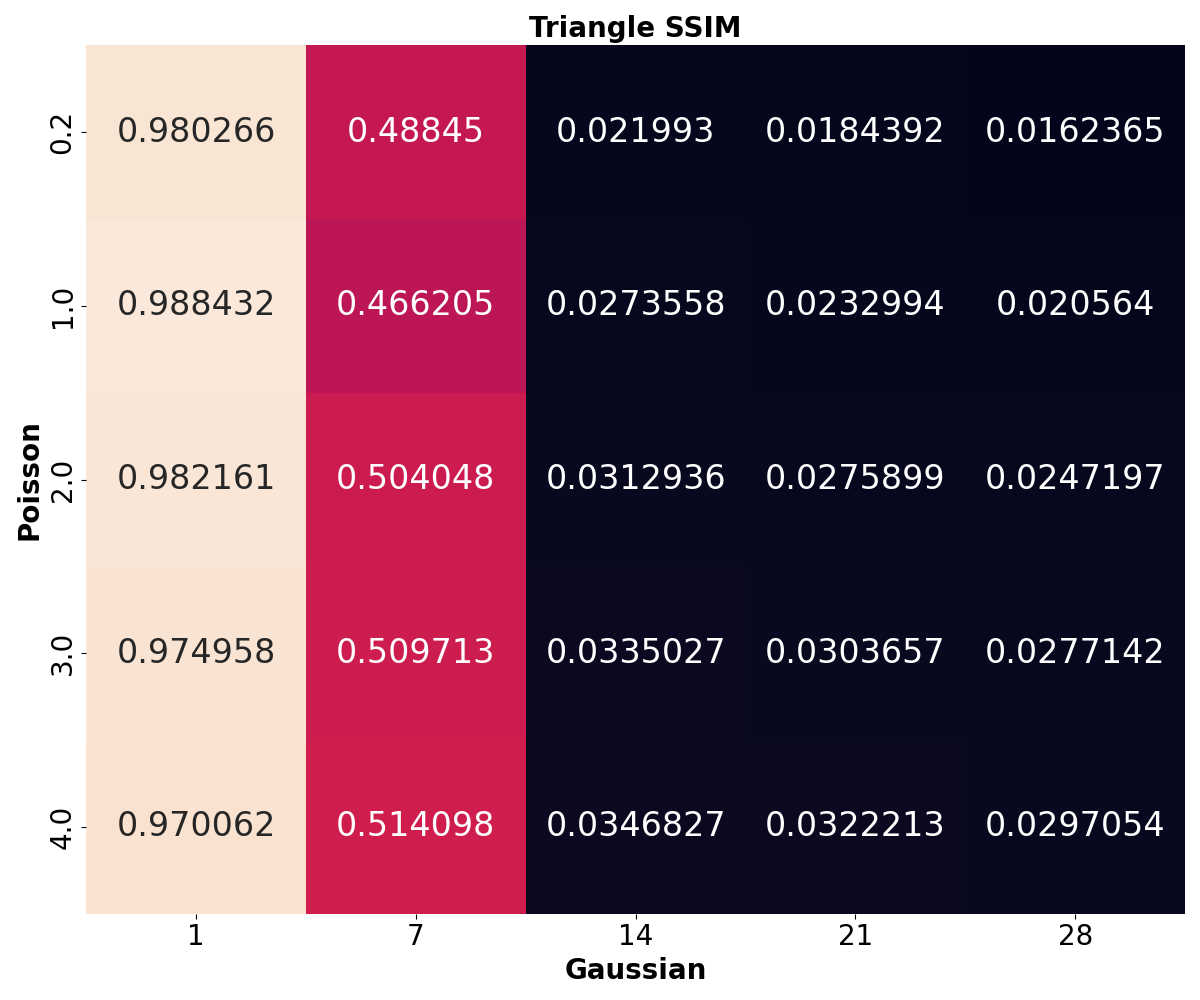 Triangle SSIM
0.2 0.980266 0.48845 0.021993 0.0184392 0.0162365
1.0 0.988432 0.466205 0.0273558 0.0232994 0.020564
2.0 0.982161 0.504048 0.0312936 0.0275899 0.0247197
3.0 0.974958 0.509713 0.0335027 0.0303657 0.0277142
4.0 0.970062 0.514098 0.0346827 0.0322213 0.0297054
Poisson
1 7 14 21 28
Gaussian